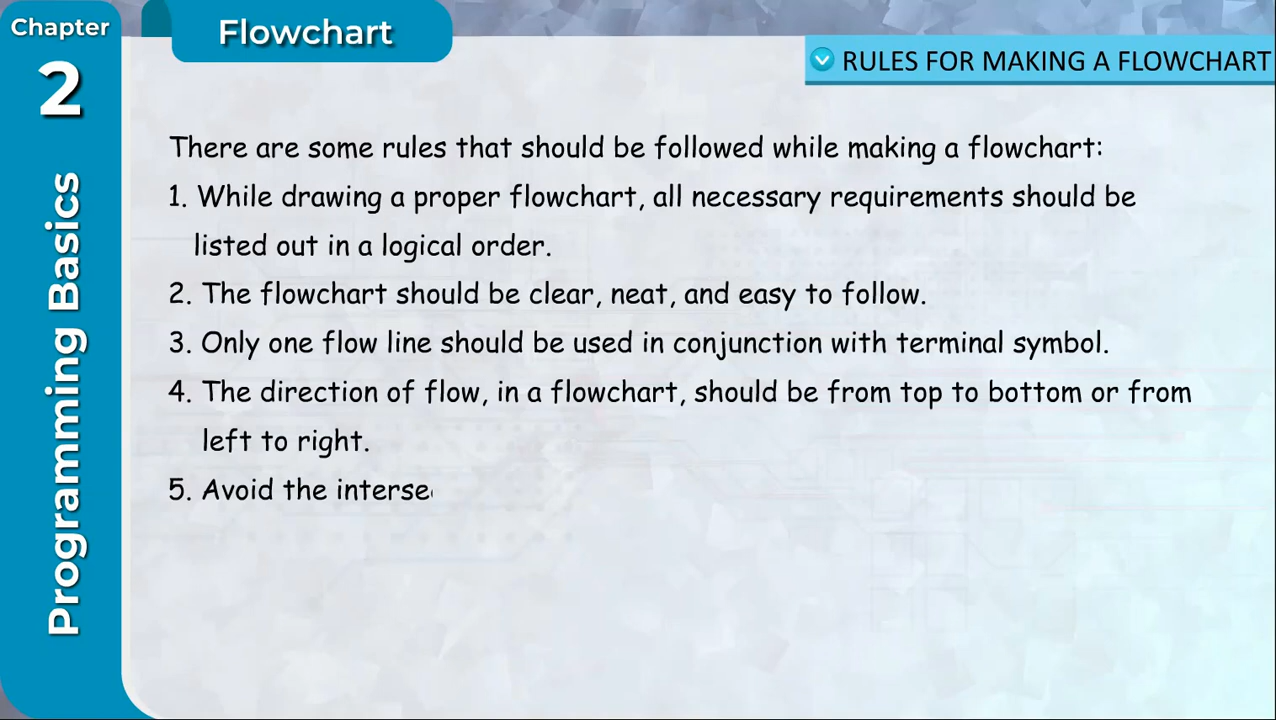 Chapter
2
Programming Basics
Flowchart
RULES FOR MAKING A FLOWCHART
There are some rules that should be followed while making a flowchart:
1. While drawing a proper flowchart, all necessary requirements should be
listed out in a logical order.
2. The flowchart should be clear, neat, and easy to follow.
3. Only one flow line should be used in conjunction with terminal symbol.
4. The direction of flow, in a flowchart, should be from top to bottom or from
left to right.
5. Avoid the